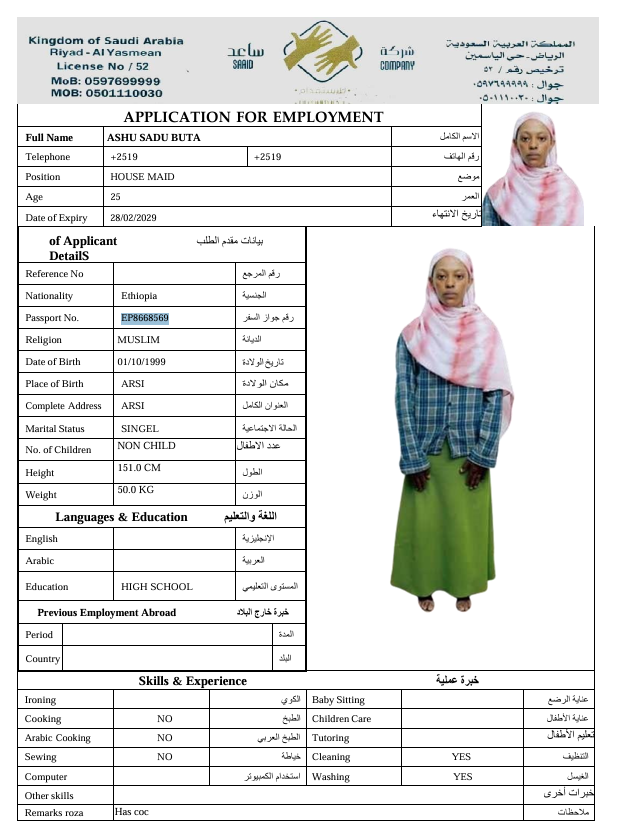 Kingdom of Saudi Arabia
Riyad - Al Yasmean
License No / 52
MoB: 0597699999
MOB: 0501110030
ساعد
SAAID
شركة
COMPANY
المملكة العربية السعودية
الرياض - حي الياسمين
ترخيص رقم / ٥٢
جوال : ٠٥٩٧٦٩٩٩٩٩
جوال : ٠٥٠١١١٠٠٣٠
APPLICATION FOR EMPLOYMENT
Full Name ASHU SADU BUTA الاسم الكامل
Telephone +2519 +2519 رقم الهاتف
Position HOUSE MAID موضع
Age 25 العمر
Date of Expiry 28/02/2029 تاريخ الانتهاء
of Applicant بيانات مقدم الطلب
DetailS
Reference No رقم المرجع
Nationality Ethiopia الجنسية
Passport No. EP8668569 رقم جواز السفر
Religion MUSLIM الديانة
Date of Birth 01/10/1999 تاريخ الولادة
Place of Birth ARSI مكان الولادة
Complete Address ARSI العنوان الكامل
Marital Status SINGEL الحالة الاجتماعية
No. of Children NON CHILD عدد الاطفال
Height 151.0 CM الطول
Weight 50.0 KG الوزن
Languages & Education اللغة والتعليم
English الإنجليزية
Arabic العربية
Education HIGH SCHOOL المستوى التعليمي
Previous Employment Abroad خبرة خارج البلاد
Period المدة
Country البلد
Skills & Experience خبرة عملية
Ironing الكوي Baby Sitting عناية الرضع
Cooking NO الطبخ Children Care عناية الأطفال
Arabic Cooking NO الطبخ العربي Tutoring تعليم الأطفال
Sewing NO خياطة Cleaning YES التنظيف
Computer استخدام الكمبيوتر Washing YES الغسيل
Other skills خبرات أخرى
Remarks roza Has coc ملاحظات